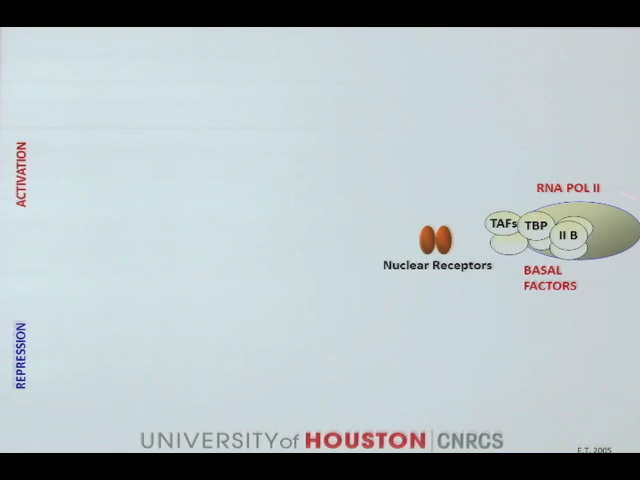 ACTIVATION
RNA POL II
TAFs
TBP
II B
Nuclear Receptors
BASAL
FACTORS
REPRESSION
UNIVERSITY of HOUSTON | CNRCS
E.T. 2005